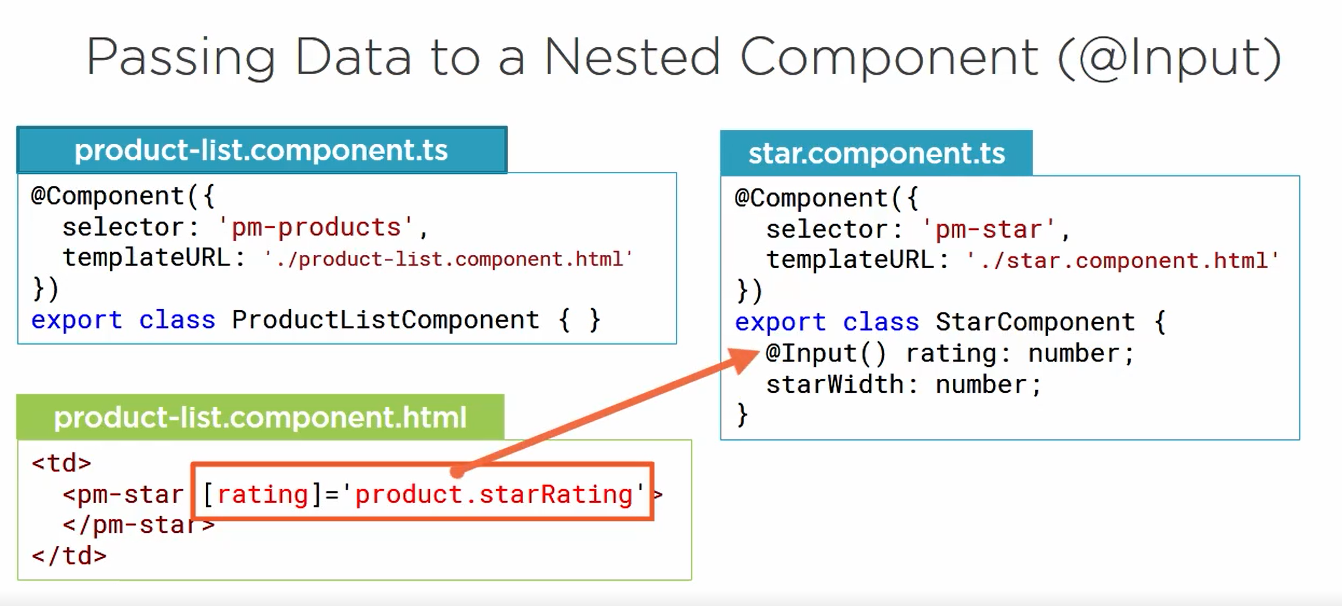 Passing Data to a Nested Component (@Input)
product-list.component.ts
@Component({
  selector: 'pm-products',
  templateURL: './product-list.component.html'
})
export class ProductListComponent { }
product-list.component.html
<td>
  <pm-star [rating]='product.starRating'>
  </pm-star>
</td>
star.component.ts
@Component({
  selector: 'pm-star',
  templateURL: './star.component.html'
})
export class StarComponent {
  @Input() rating: number;
  starWidth: number;
}